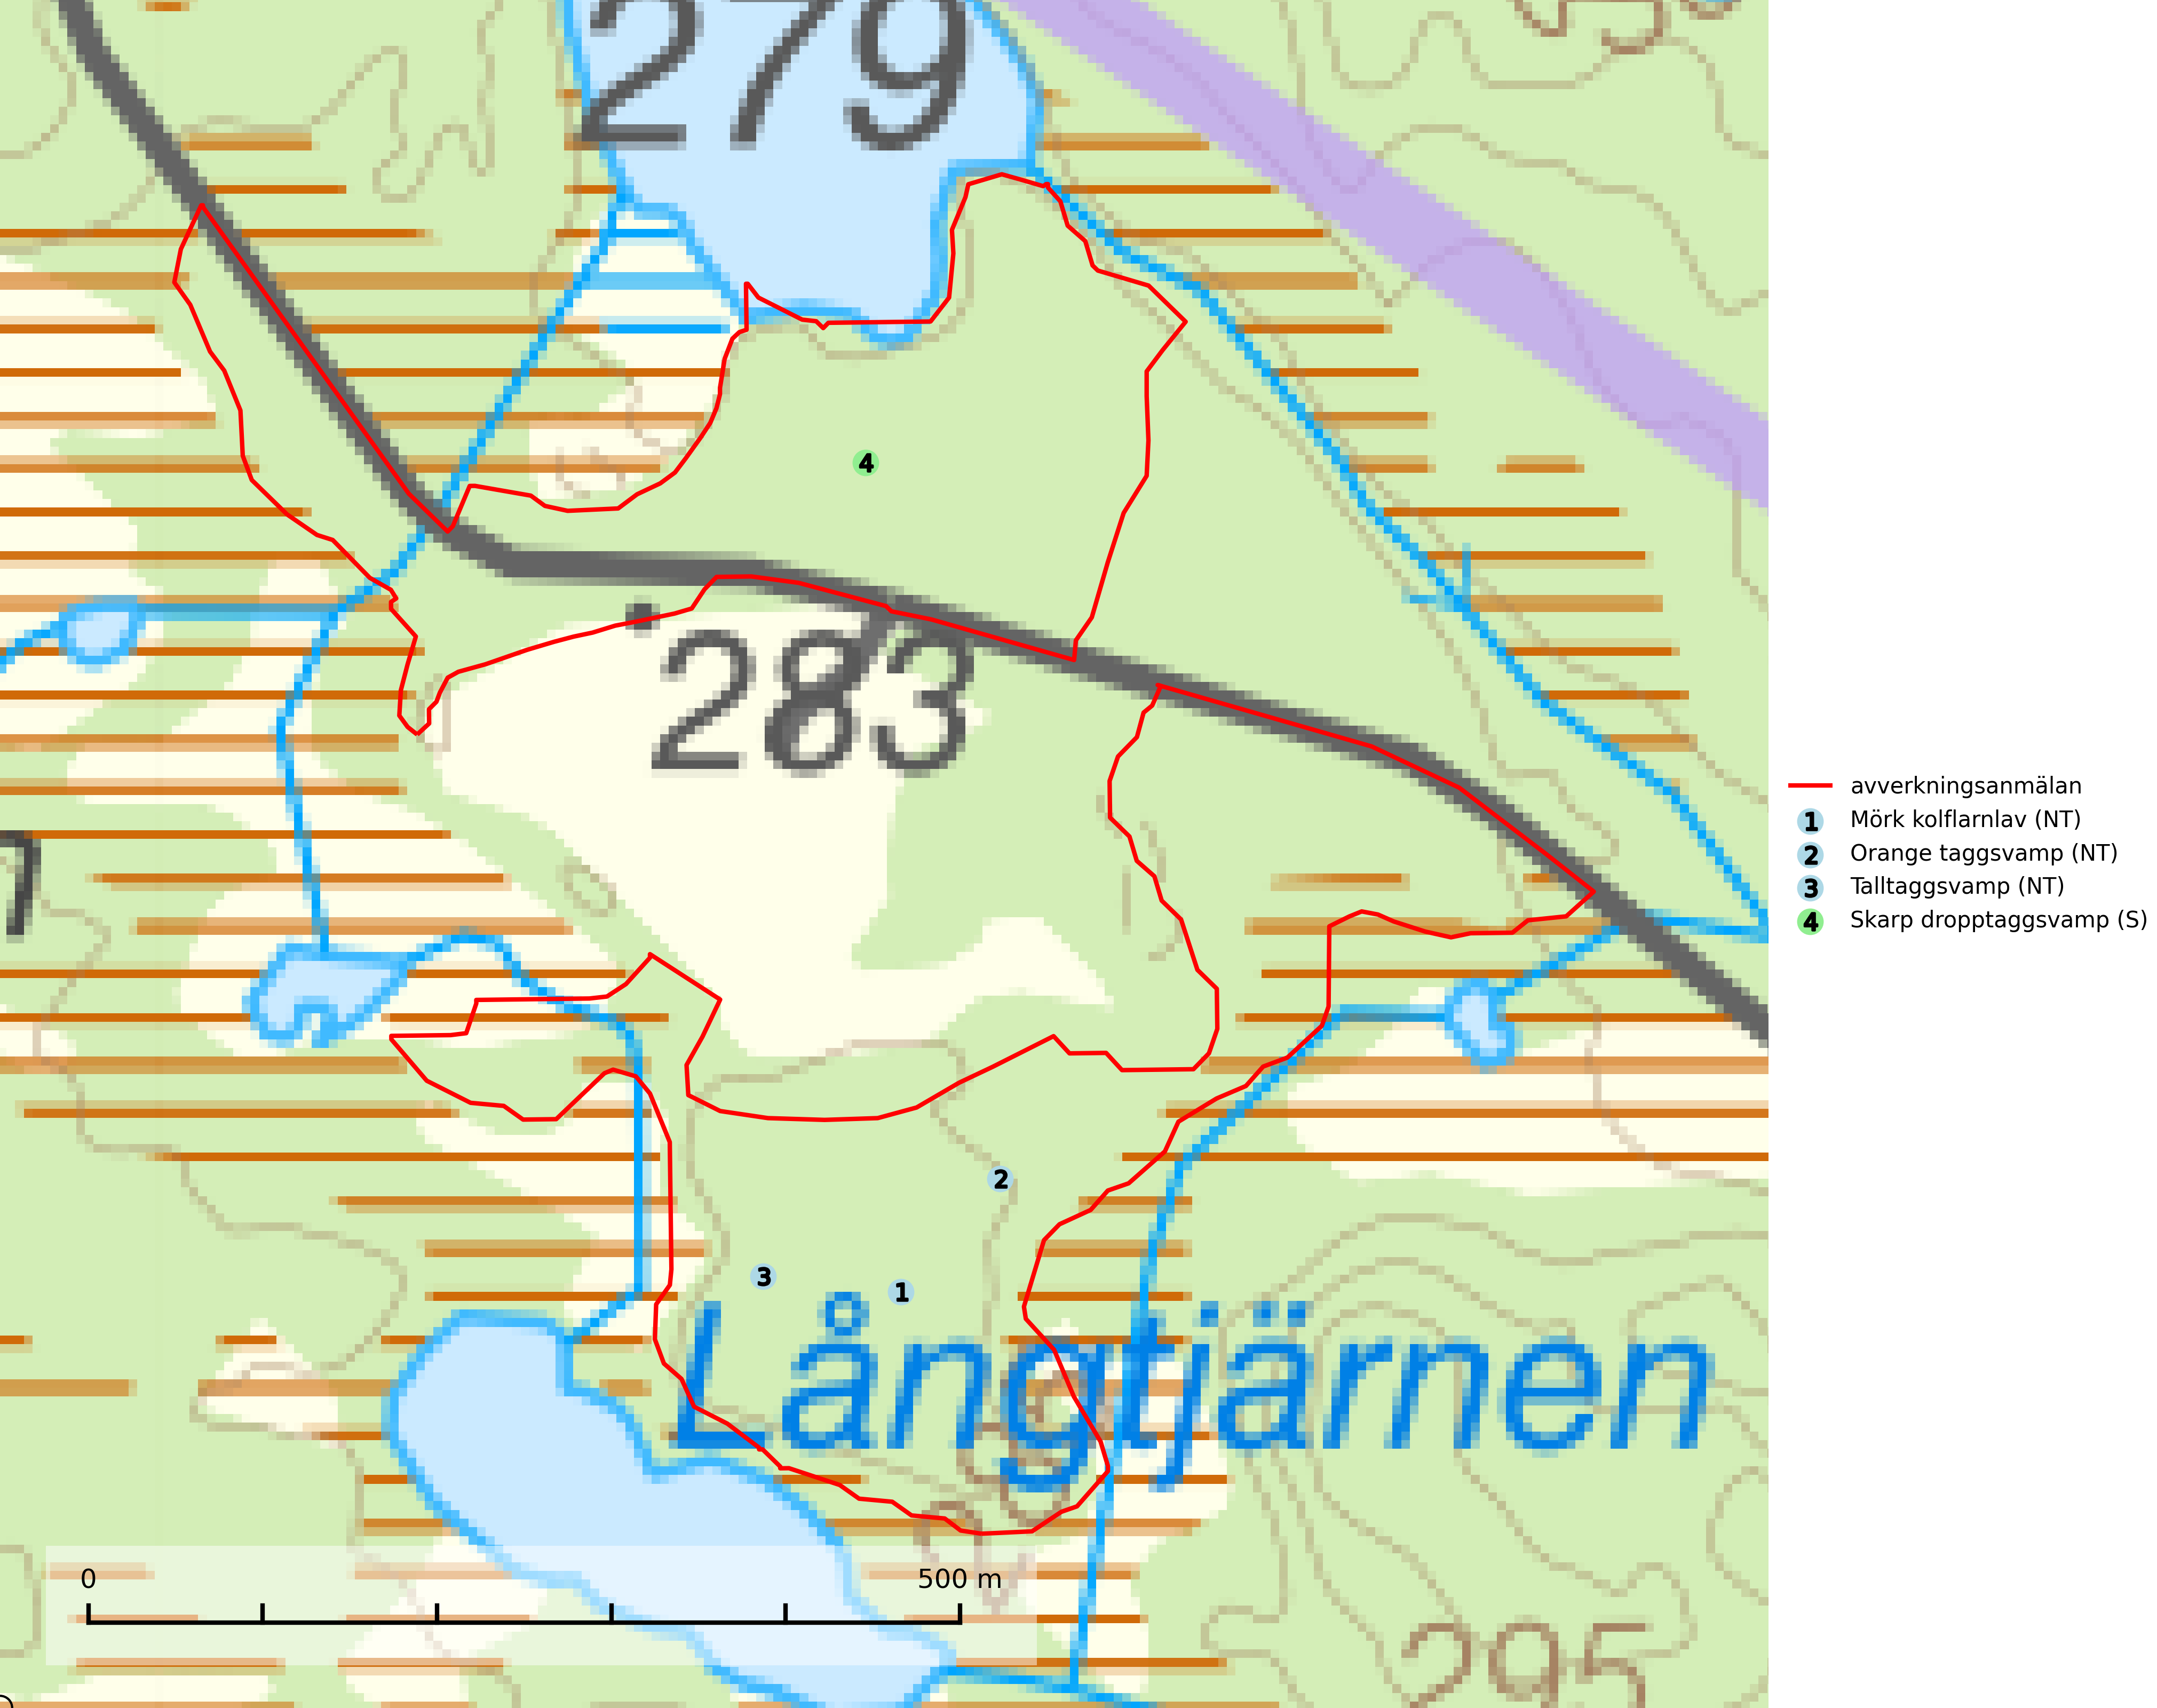 279
283
7
Långtjärnen
295
0 500 m
avverkningsanmälan
1 Mörk kolflarnlav (NT)
2 Orange taggsvamp (NT)
3 Talltaggsvamp (NT)
4 Skarp dropptaggsvamp (S)
4
2
3
1